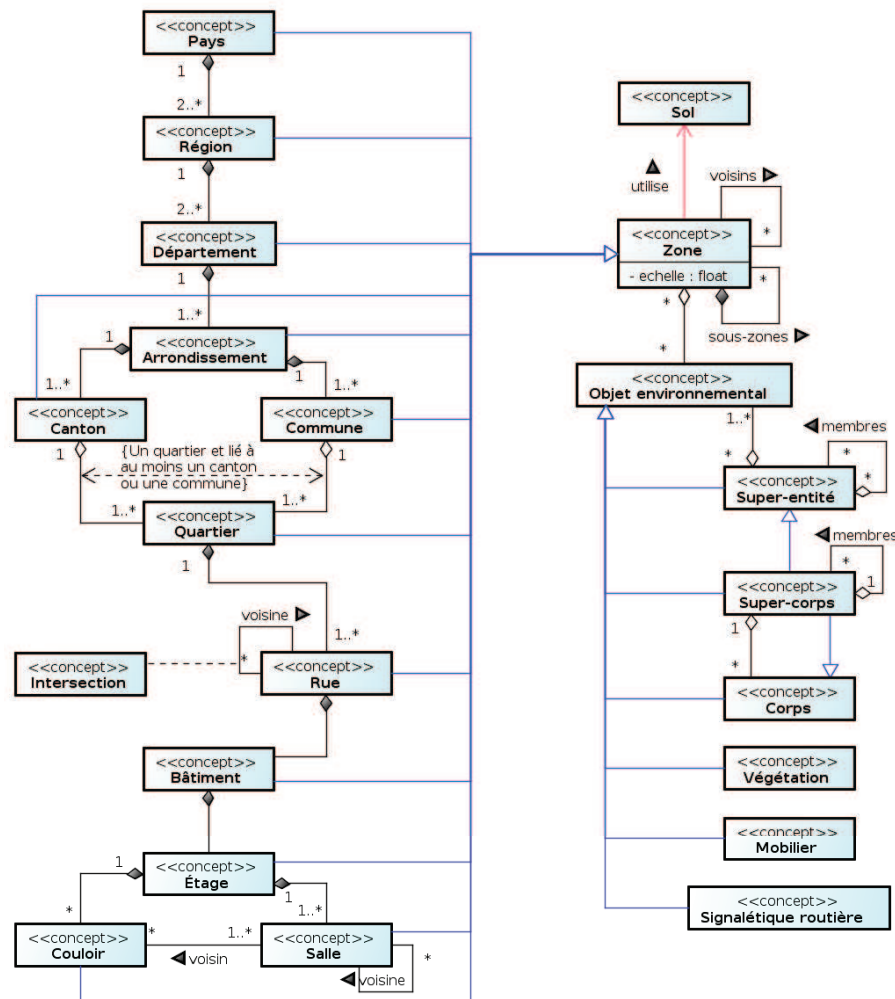 <<concept>>
Pays
1
2..*
<<concept>>
Région
1
2..*
<<concept>>
Département
1
1..*
<<concept>>
Arrondissement
1
1
1..*
1..*
<<concept>>
Canton
<<concept>>
Commune
1
1
{Un quartier et lié à
au moins un canton
ou une commune}
1..*
1..*
<<concept>>
Quartier
1
1..*
voisine
*
<<concept>>
Intersection
<<concept>>
Rue
<<concept>>
Bâtiment
<<concept>>
Étage
1
1
*
1..*
<<concept>>
Couloir
*
1..*
voisin
<<concept>>
Salle
*
voisine
<<concept>>
Sol
utilise
voisins
*
<<concept>>
Zone
- echelle : float
*
*
sous-zones
*
<<concept>>
Objet environnemental
1..*
*
membres
*
*
<<concept>>
Super-entité
membres
*
1
<<concept>>
Super-corps
1
*
<<concept>>
Corps
<<concept>>
Végétation
<<concept>>
Mobilier
<<concept>>
Signalétique routière